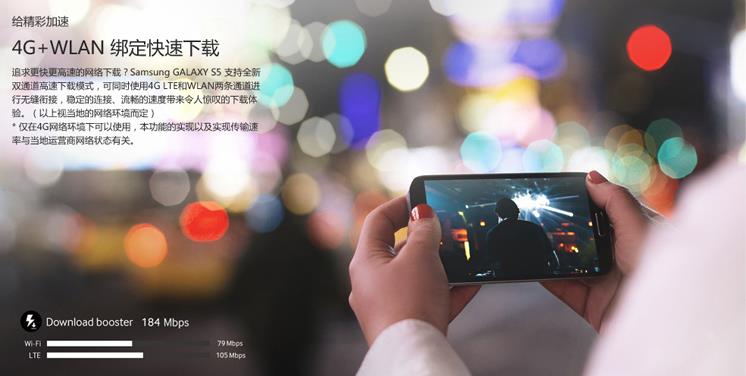 给精彩加速
4G+WLAN 绑定快速下载
追求更快更高速的网络下载？Samsung GALAXY S5 支持全新
双通道高速下载模式，可同时使用4G LTE和WLAN两条通道进
行无缝衔接，稳定的连接、流畅的速度带来令人惊叹的下载体
验。（以上视当地的网络环境而定）
* 仅在4G网络环境下可以使用，本功能的实现以及实现传输速
率与当地运营商网络状态有关。
Download booster 184 Mbps
Wi-Fi 79 Mbps
LTE 105 Mbps